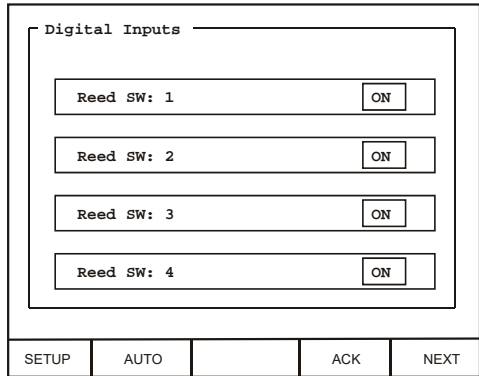 Digital Inputs
Reed SW: 1 ON
Reed SW: 2 ON
Reed SW: 3 ON
Reed SW: 4 ON
SETUP AUTO ACK NEXT